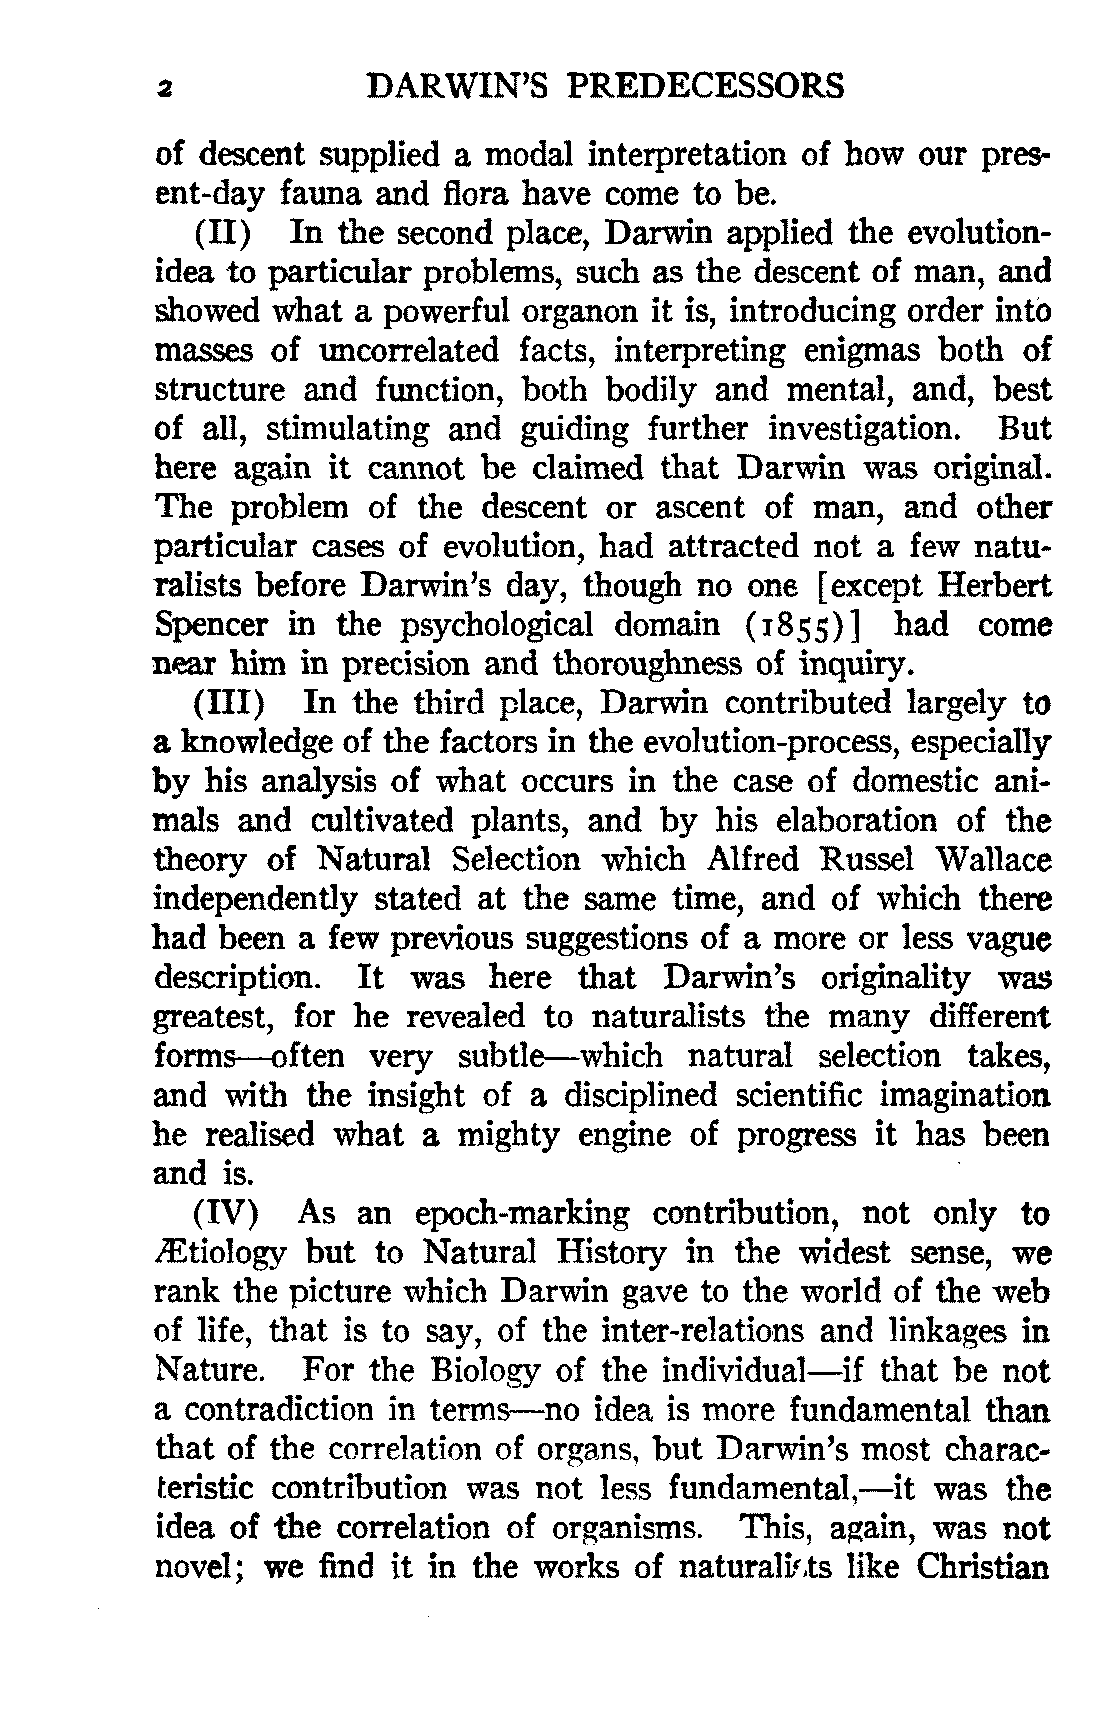 2 DARWIN'S PREDECESSORS
of descent supplied a modal interpretation of how our pres-
ent-day fauna and flora have come to be.
(II) In the second place, Darwin applied the evolution-
idea to particular problems, such as the descent of man, and
showed what a powerful organon it is, introducing order into
masses of uncorrelated facts, interpreting enigmas both of
structure and function, both bodily and mental, and, best
of all, stimulating and guiding further investigation. But
here again it cannot be claimed that Darwin was original.
The problem of the descent or ascent of man, and other
particular cases of evolution, had attracted not a few natu-
ralists before Darwin's day, though no one [except Herbert
Spencer in the psychological domain (1855)] had come
near him in precision and thoroughness of inquiry.
(III) In the third place, Darwin contributed largely to
a knowledge of the factors in the evolution-process, especially
by his analysis of what occurs in the case of domestic ani-
mals and cultivated plants, and by his elaboration of the
theory of Natural Selection which Alfred Russel Wallace
independently stated at the same time, and of which there
had been a few previous suggestions of a more or less vague
description. It was here that Darwin's originality was
greatest, for he revealed to naturalists the many different
forms—often very subtle—which natural selection takes,
and with the insight of a disciplined scientific imagination
he realised what a mighty engine of progress it has been
and is.
(IV) As an epoch-marking contribution, not only to
Ætiology but to Natural History in the widest sense, we
rank the picture which Darwin gave to the world of the web
of life, that is to say, of the inter-relations and linkages in
Nature. For the Biology of the individual—if that be not
a contradiction in terms—no idea is more fundamental than
that of the correlation of organs, but Darwin's most charac-
teristic contribution was not less fundamental,—it was the
idea of the correlation of organisms. This, again, was not
novel; we find it in the works of naturalists like Christian